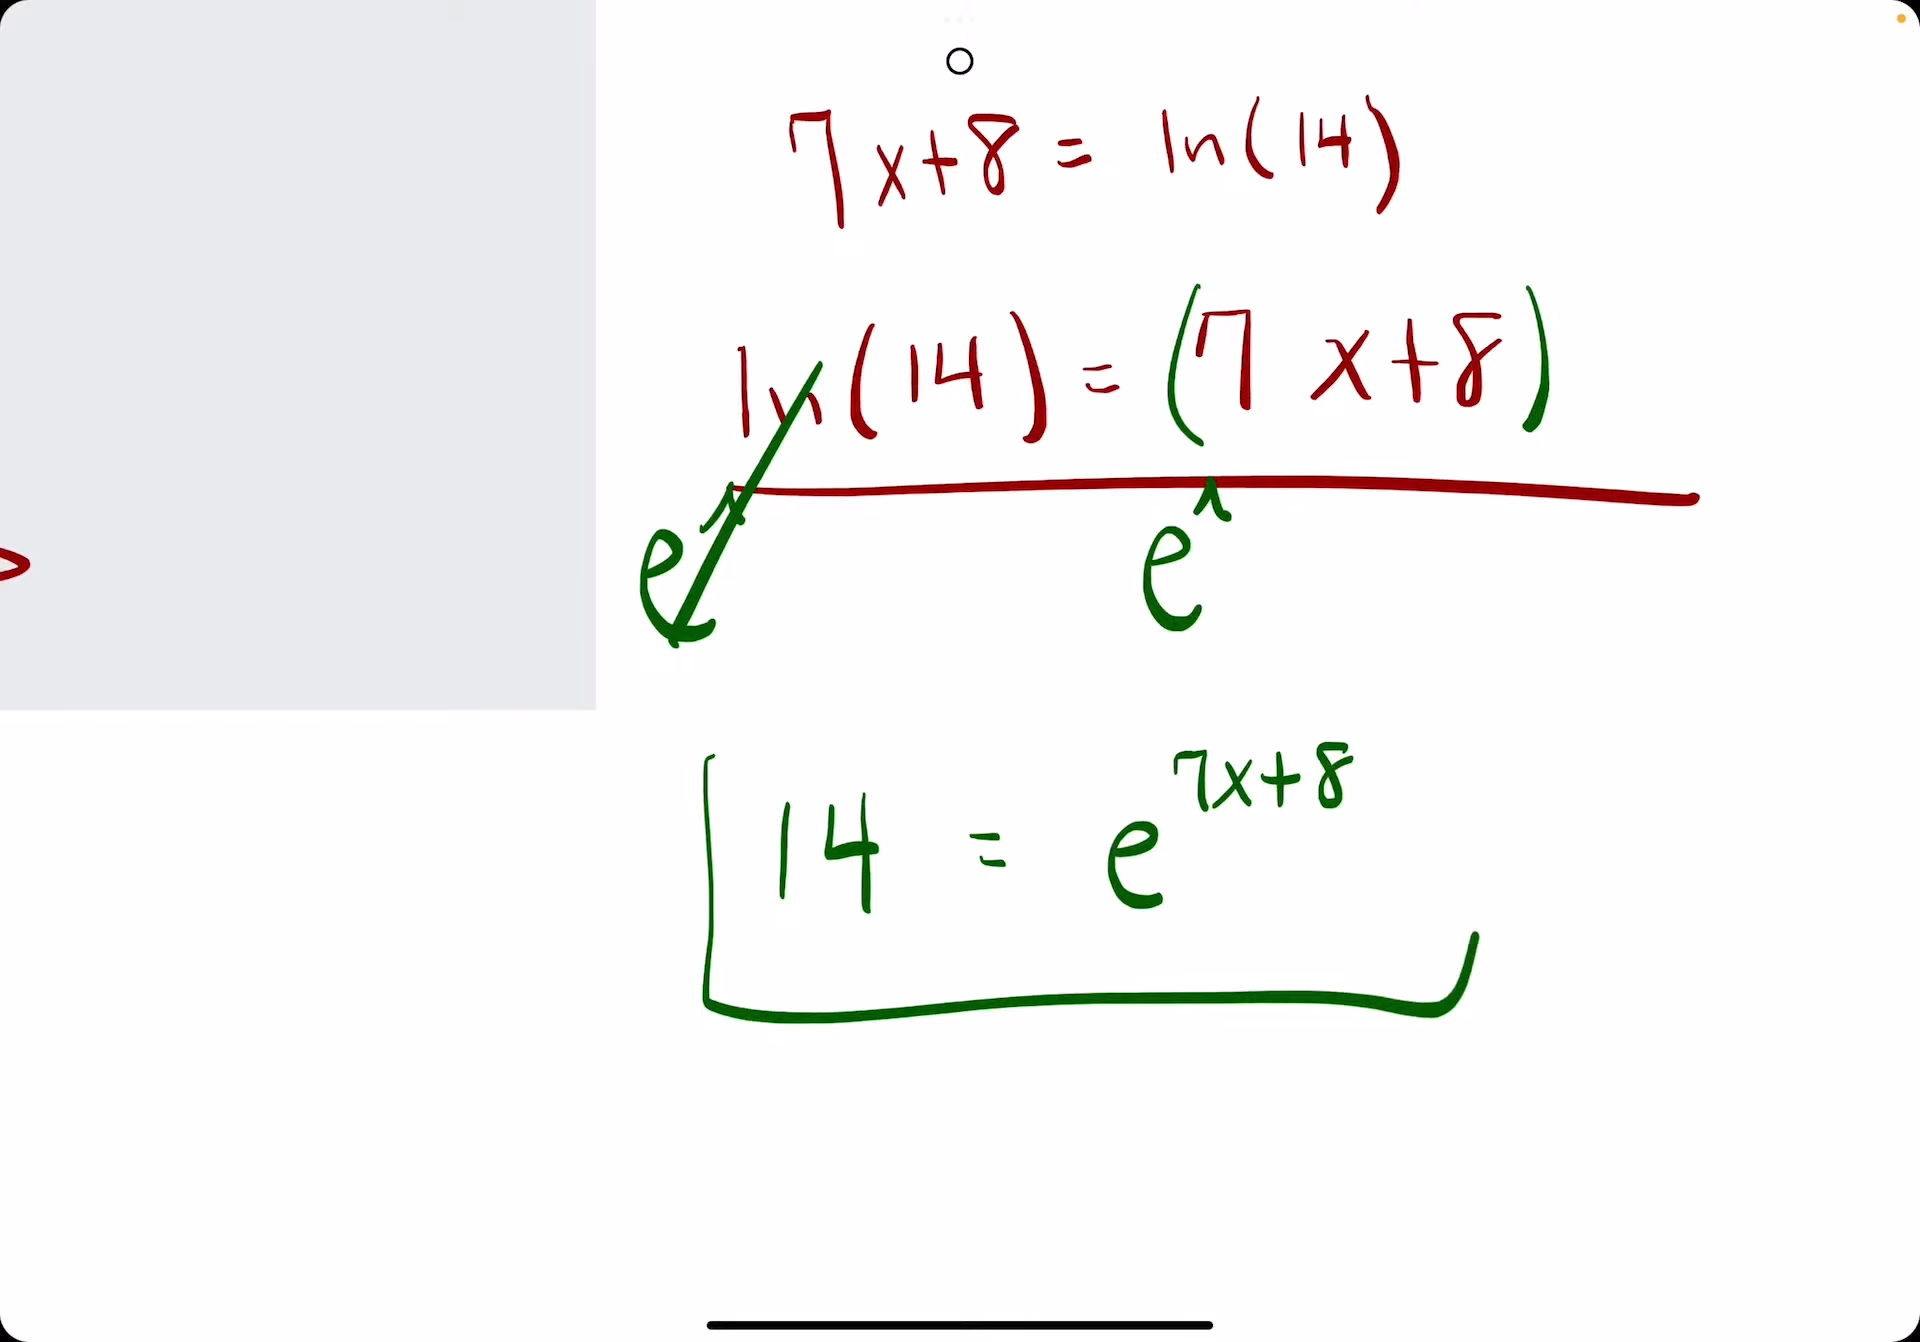 7x+8 = ln(14)
ln(14) = (7x+8)
e^ e^
14 = e^7x+8